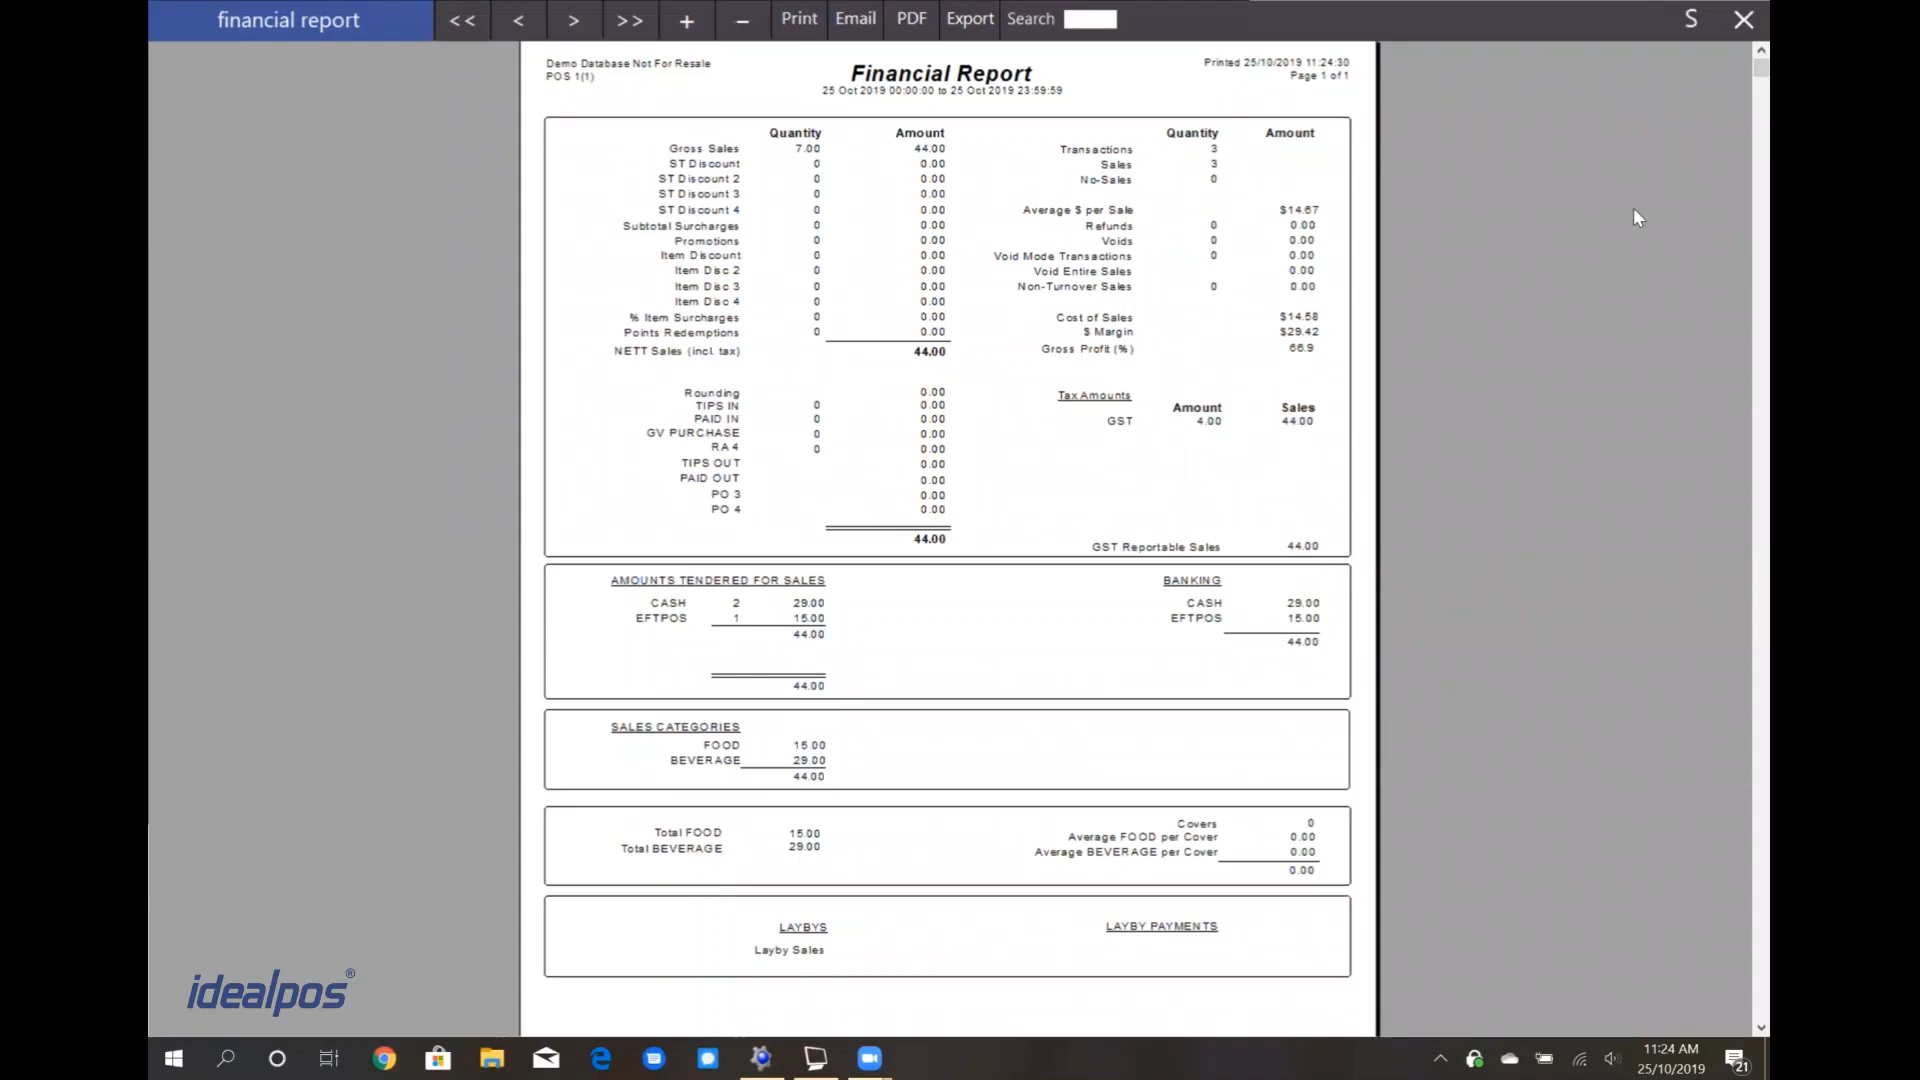 financial report << < > >> + − Print Email PDF Export Search S
Demo Database Not For Resale
POS 1(1)
Financial Report
25 Oct 2019 00:00:00 to 25 Oct 2019 23:59:59
Printed 25/10/2019 11:24:30
Page 1 of 1
Quantity Amount
Gross Sales 7.00 44.00
ST Discount 0 0.00
ST Discount 2 0 0.00
ST Discount 3 0 0.00
ST Discount 4 0 0.00
Subtotal Surcharges 0 0.00
Promotions 0 0.00
Item Discount 0 0.00
Item Disc 2 0 0.00
Item Disc 3 0 0.00
Item Disc 4 0 0.00
% Item Surcharges 0 0.00
Points Redemptions 0 0.00
NETT Sales (incl. tax) 44.00
Rounding 0.00
TIPS IN 0 0.00
PAID IN 0 0.00
GV PURCHASE 0 0.00
RA 4 0 0.00
TIPS OUT 0.00
PAID OUT 0.00
PO 3 0.00
PO 4 0.00
44.00
Quantity Amount
Transactions 3
Sales 3
No-Sales 0
Average $ per Sale $14.67
Refunds 0 0.00
Voids 0 0.00
Void Mode Transactions 0 0.00
Void Entire Sales 0.00
Non-Turnover Sales 0 0.00
Cost of Sales $14.58
$ Margin $29.42
Gross Profit (%) 66.9
Tax Amounts
Amount Sales
GST 4.00 44.00
GST Reportable Sales 44.00
AMOUNTS TENDERED FOR SALES
CASH 2 29.00
EFTPOS 1 15.00
44.00
44.00
BANKING
CASH 29.00
EFTPOS 15.00
44.00
SALES CATEGORIES
FOOD 15.00
BEVERAGE 29.00
44.00
Total FOOD 15.00
Total BEVERAGE 29.00
Covers 0
Average FOOD per Cover 0.00
Average BEVERAGE per Cover 0.00
0.00
LAYBYS
Layby Sales
LAYBY PAYMENTS
idealpos®
11:24 AM
25/10/2019
21